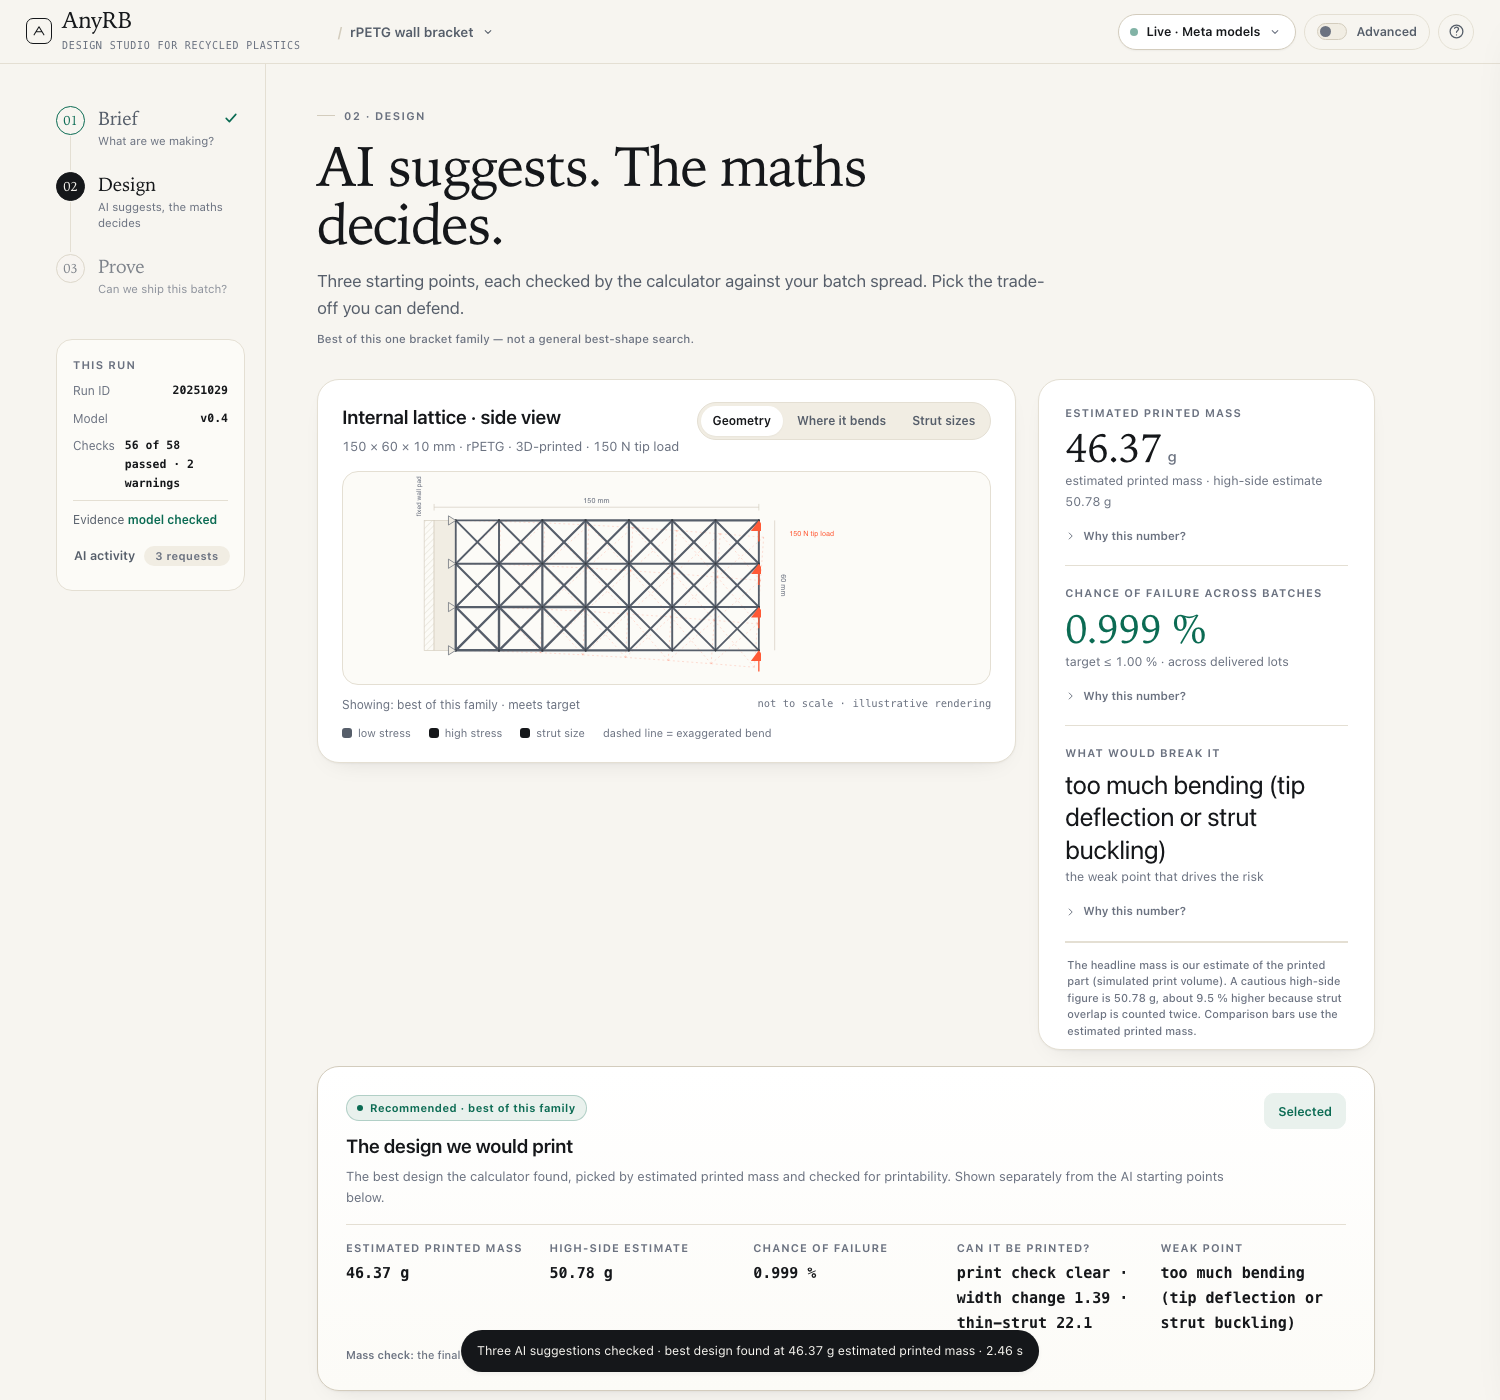 AnyRB
DESIGN STUDIO FOR RECYCLED PLASTICS
/ rPETG wall bracket
Live · Meta models
Advanced
01 Brief
What are we making?
02 Design
AI suggests, the maths
decides
03 Prove
Can we ship this batch?
THIS RUN
Run ID 20251029
Model v0.4
Checks 56 of 58
passed · 2
warnings
Evidence model checked
AI activity 3 requests
02 · DESIGN
AI suggests. The maths
decides.
Three starting points, each checked by the calculator against your batch spread. Pick the trade-
off you can defend.
Best of this one bracket family — not a general best-shape search.
Internal lattice · side view
Geometry Where it bends Strut sizes
150 × 60 × 10 mm · rPETG · 3D-printed · 150 N tip load
fixed wall pad
150 mm
150 N tip load
60 mm
Showing: best of this family · meets target
not to scale · illustrative rendering
low stress high stress strut size dashed line = exaggerated bend
ESTIMATED PRINTED MASS
46.37 g
estimated printed mass · high-side estimate
50.78 g
Why this number?
CHANCE OF FAILURE ACROSS BATCHES
0.999 %
target ≤ 1.00 % · across delivered lots
Why this number?
WHAT WOULD BREAK IT
too much bending (tip
deflection or strut
buckling)
the weak point that drives the risk
Why this number?
The headline mass is our estimate of the printed
part (simulated print volume). A cautious high-side
figure is 50.78 g, about 9.5 % higher because strut
overlap is counted twice. Comparison bars use the
estimated printed mass.
Recommended · best of this family
Selected
The design we would print
The best design the calculator found, picked by estimated printed mass and checked for printability. Shown separately from the AI starting points
below.
ESTIMATED PRINTED MASS
46.37 g
HIGH-SIDE ESTIMATE
50.78 g
CHANCE OF FAILURE
0.999 %
CAN IT BE PRINTED?
print check clear ·
width change 1.39 ·
thin-strut 22.1
WEAK POINT
too much bending
(tip deflection or
strut buckling)
Mass check: the final
Three AI suggestions checked · best design found at 46.37 g estimated printed mass · 2.46 s